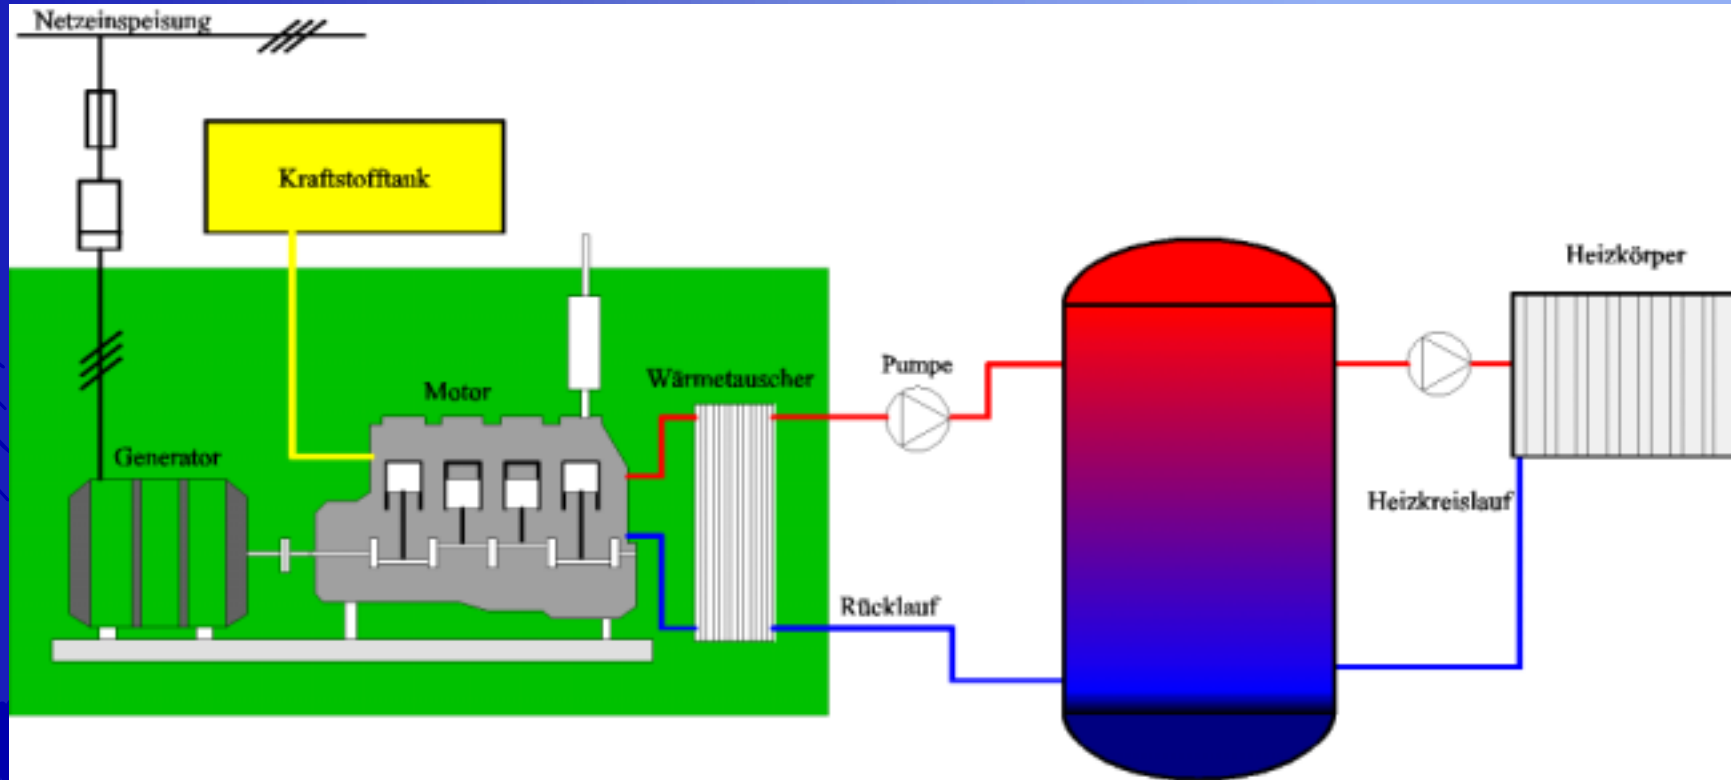 Netzeinspeisung
Kraftstofftank
Heizkörper
Pumpe
Wärmetauscher
Motor
Generator
Heizkreislauf
Rücklauf